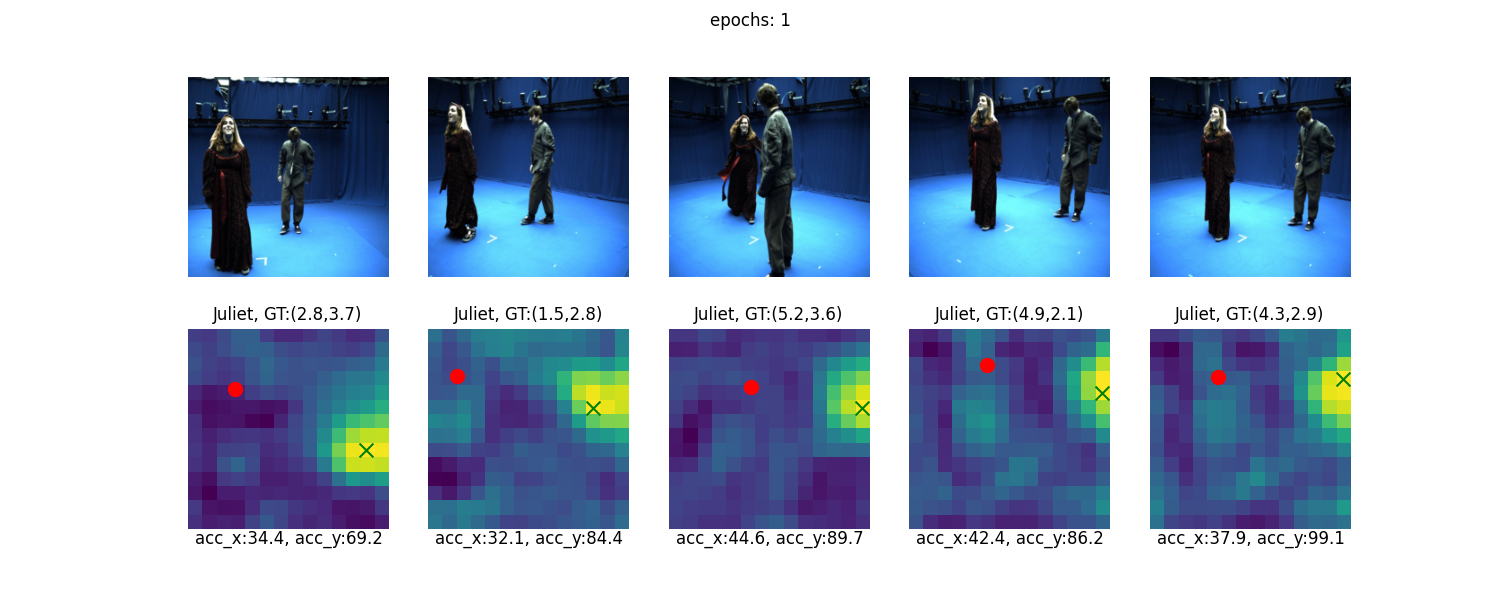 epochs: 1
Juliet, GT:(2.8,3.7)
Juliet, GT:(1.5,2.8)
Juliet, GT:(5.2,3.6)
Juliet, GT:(4.9,2.1)
Juliet, GT:(4.3,2.9)
acc_x:34.4, acc_y:69.2
acc_x:32.1, acc_y:84.4
acc_x:44.6, acc_y:89.7
acc_x:42.4, acc_y:86.2
acc_x:37.9, acc_y:99.1